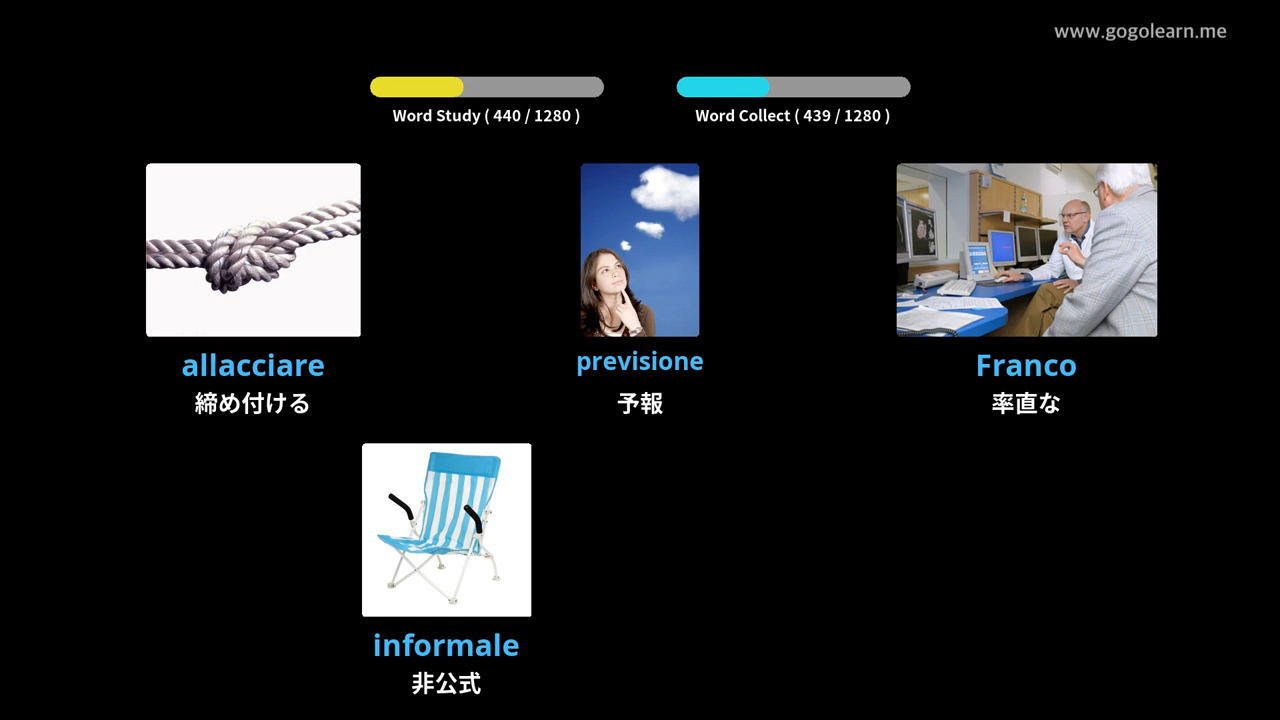 www.gogolearn.me
Word Study ( 440 / 1280 )
Word Collect ( 439 / 1280 )
allacciare
締め付ける
previsione
予報
Franco
率直な
informale
非公式